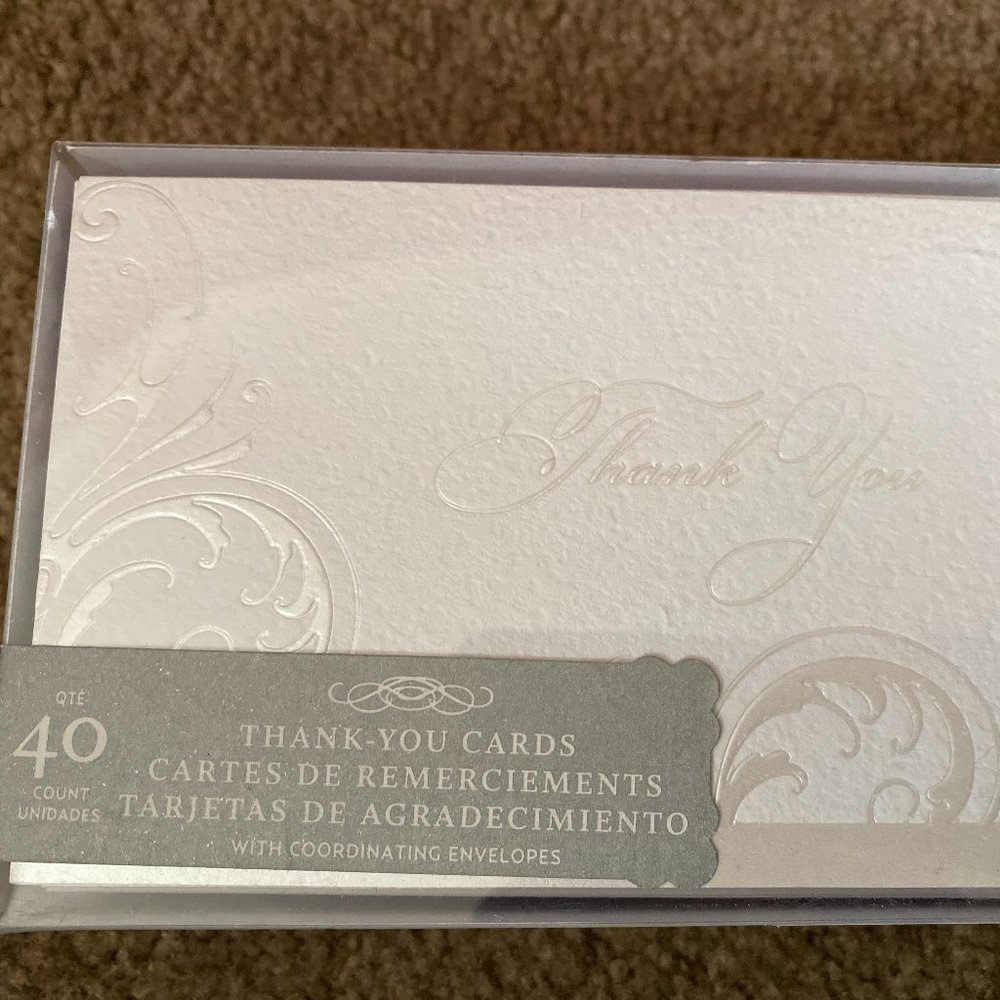 Thank You
QTÉ
40
COUNT
UNIDADES
THANK-YOU CARDS
CARTES DE REMERCIEMENTS
TARJETAS DE AGRADECIMIENTO
WITH COORDINATING ENVELOPES